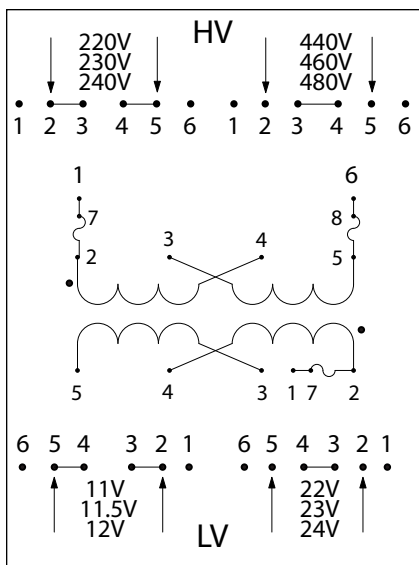 HV
220V 440V
230V 460V
240V 480V
1 2 3 4 5 6 1 2 3 4 5 6
1 6
7 8
3 4
2 5
5 4 3 1 7 2
6 5 4 3 2 1 6 5 4 3 2 1
11V 22V
11.5V 23V
12V 24V
LV